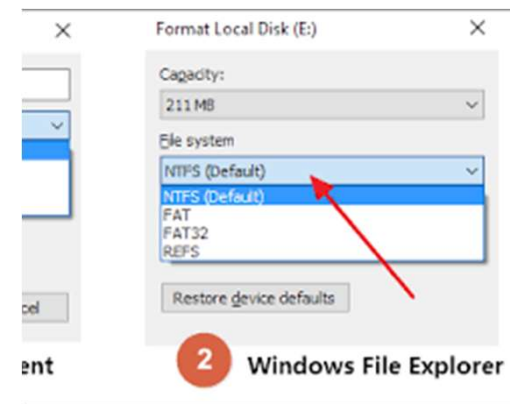 Format Local Disk (E:)
Capacity:
211 MB
File system
NTFS (Default)
NTFS (Default)
FAT
FAT32
REFS
cel
Restore device defaults
ent
2
Windows File Explorer